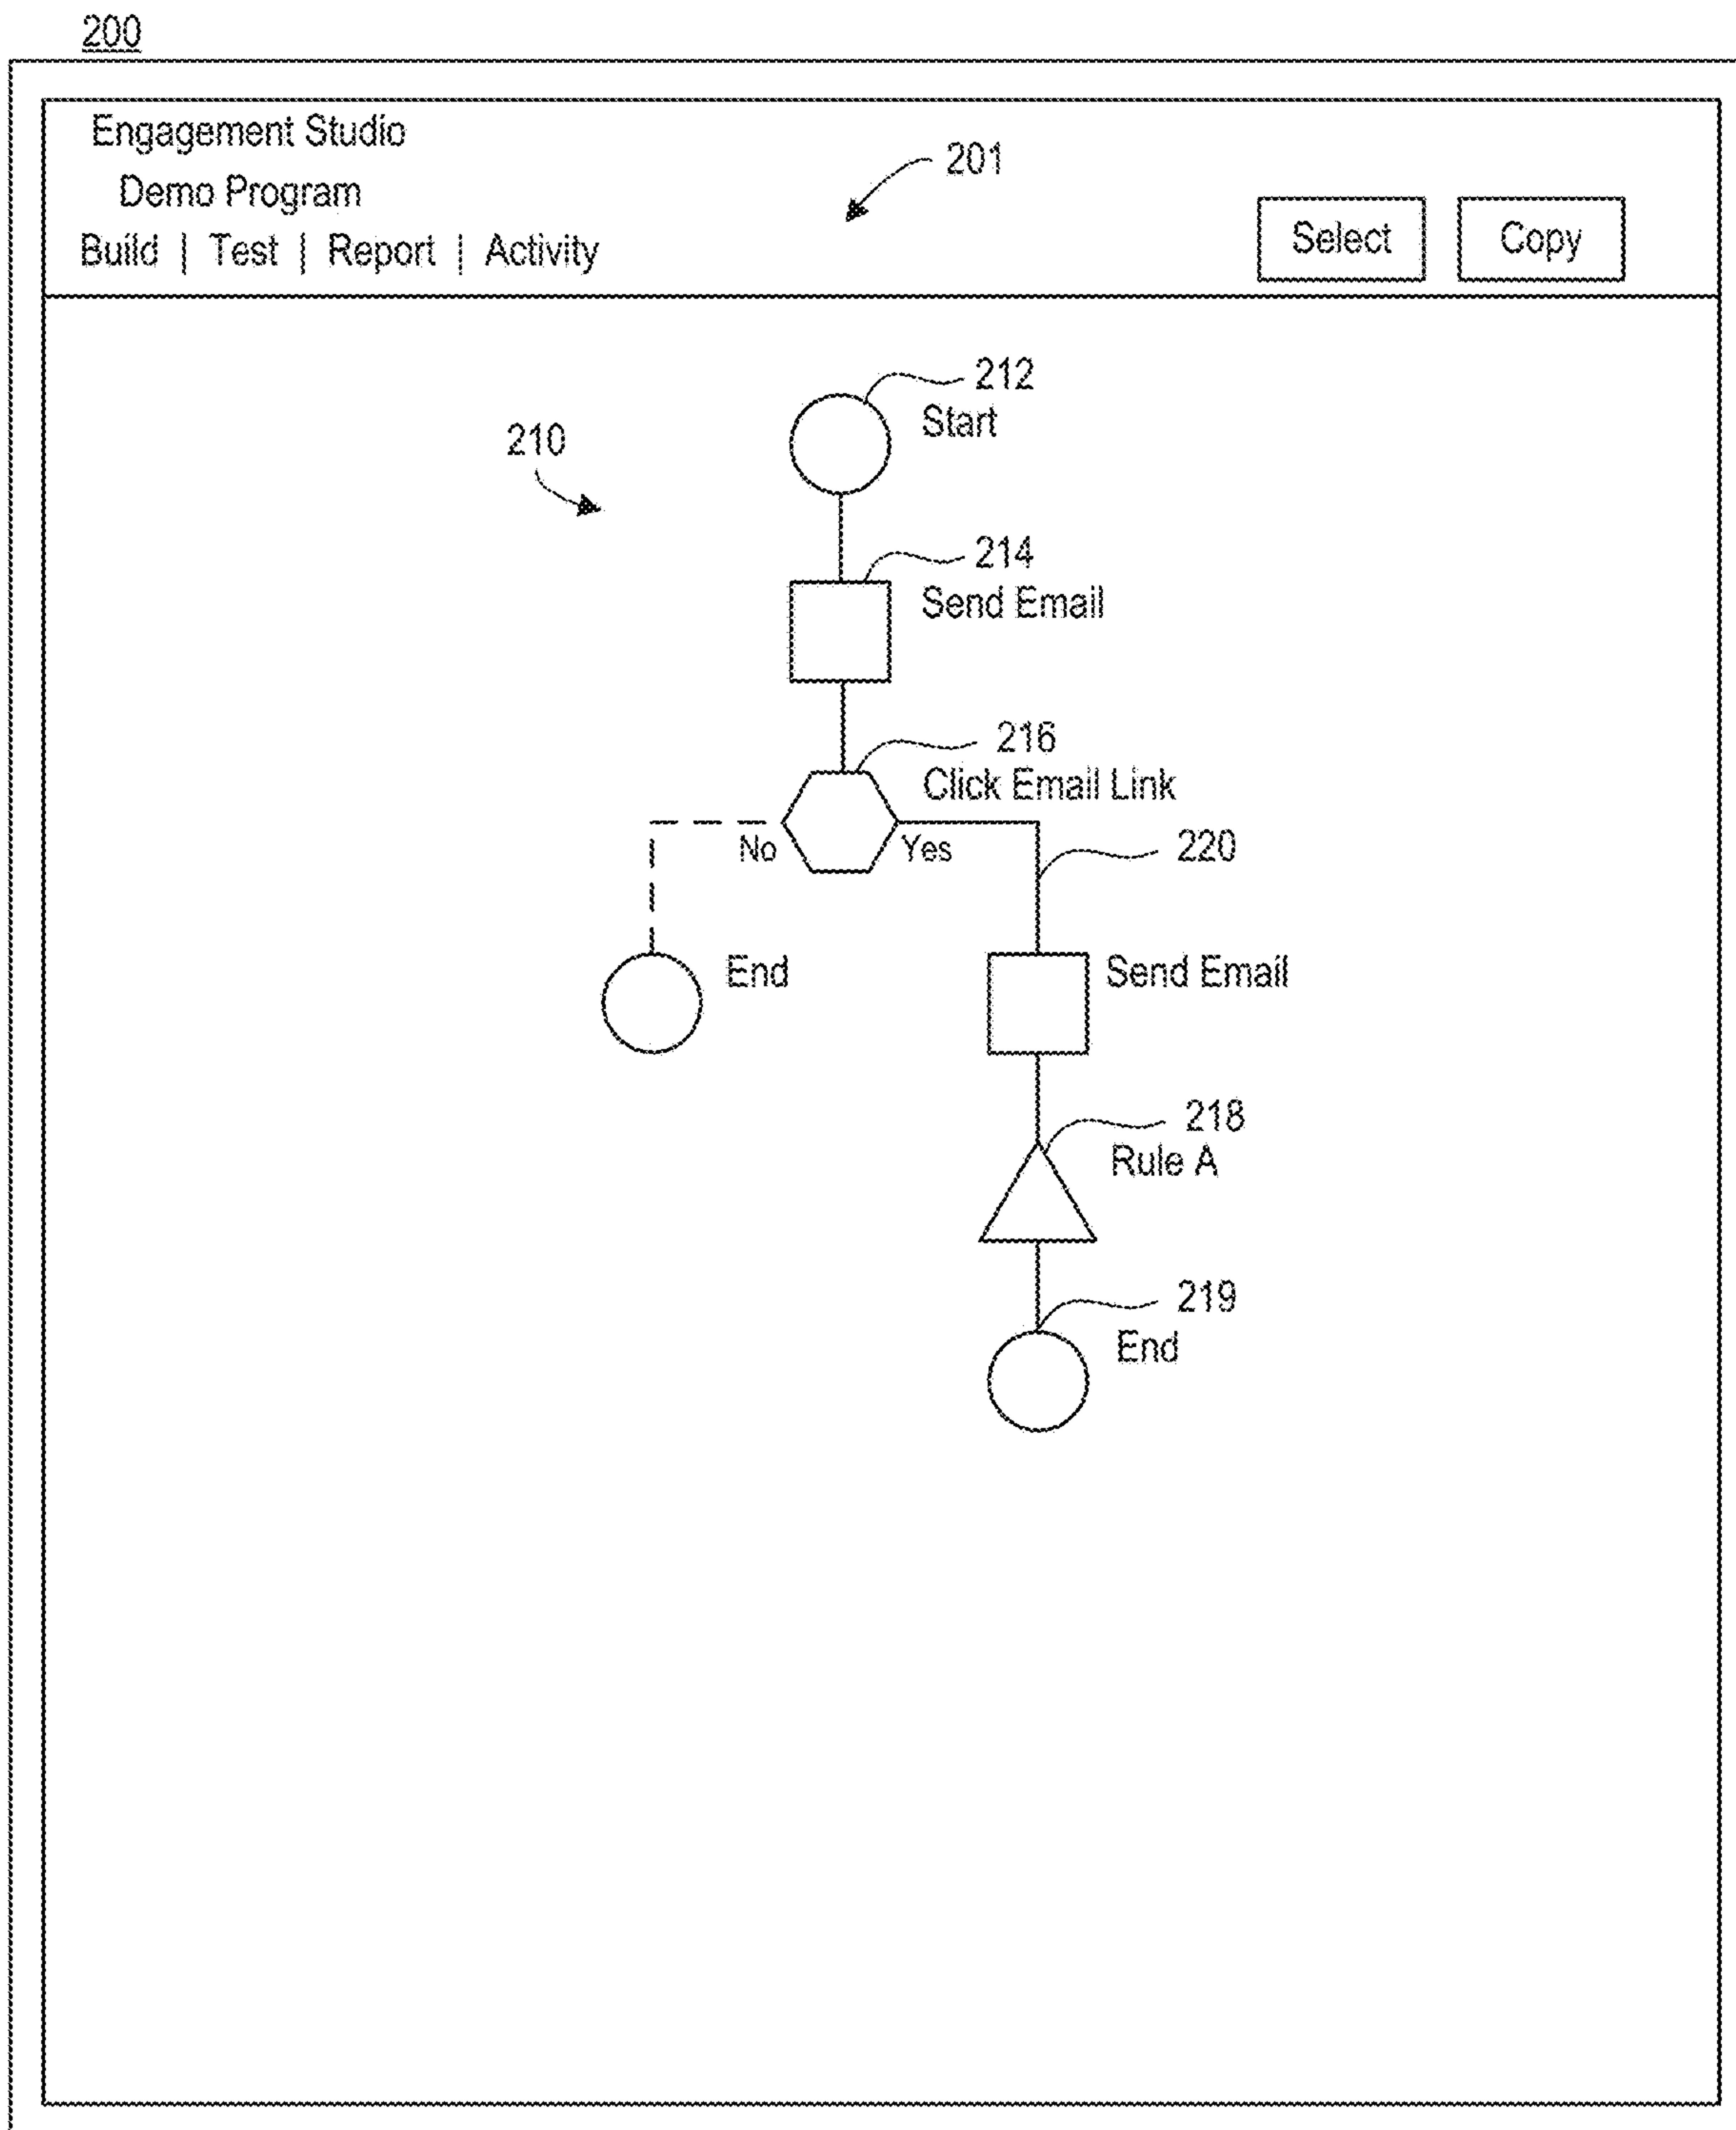 200
Engagement Studio
Demo Program
201
Build | Test | Report | Activity
Select
Copy
212
Start
210
214
Send Email
216
Click Email Link
No
Yes
220
End
Send Email
218
Rule A
219
End